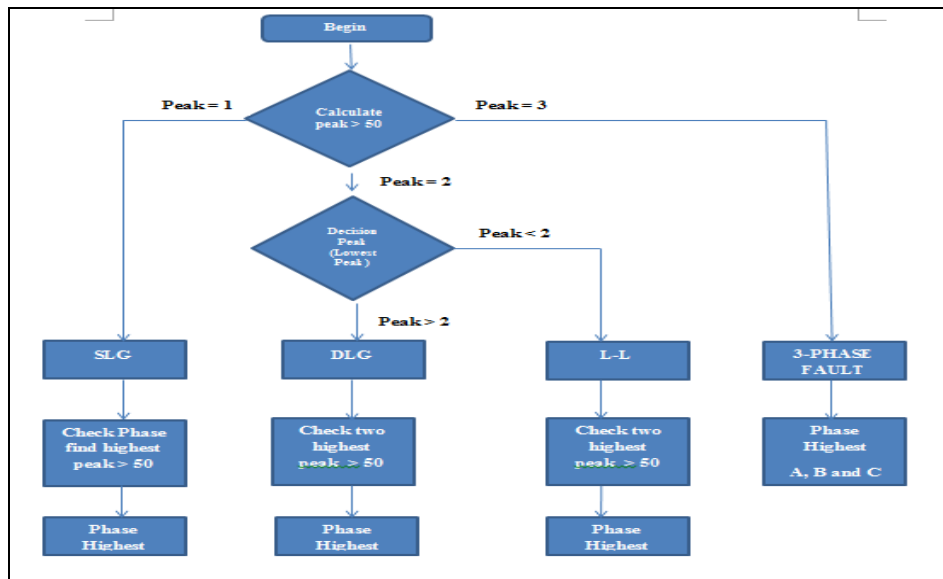 Begin
Peak = 1
Calculate
peak > 50
Peak = 3
Peak = 2
Decision
Peak
(Lowest
Peak )
Peak < 2
Peak > 2
SLG
DLG
L-L
3-PHASE
FAULT
Check Phase
find highest
peak > 50
Check two
highest
peak > 50
Check two
highest
peak > 50
Phase
Highest
A, B and C
Phase
Highest
Phase
Highest
Phase
Highest